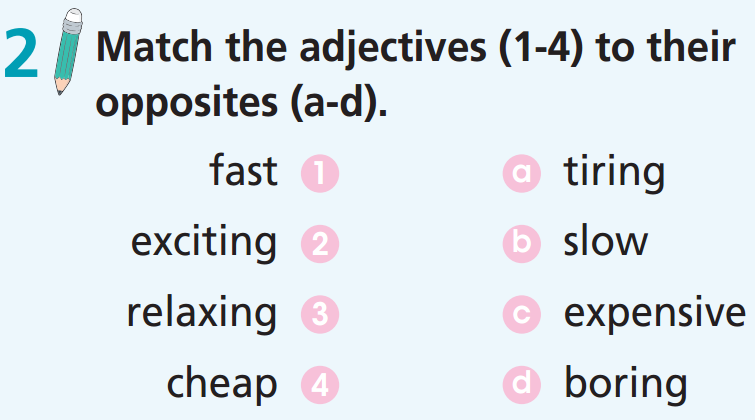 2 Match the adjectives (1-4) to their
opposites (a-d).
fast 1 a tiring
exciting 2 b slow
relaxing 3 c expensive
cheap 4 d boring